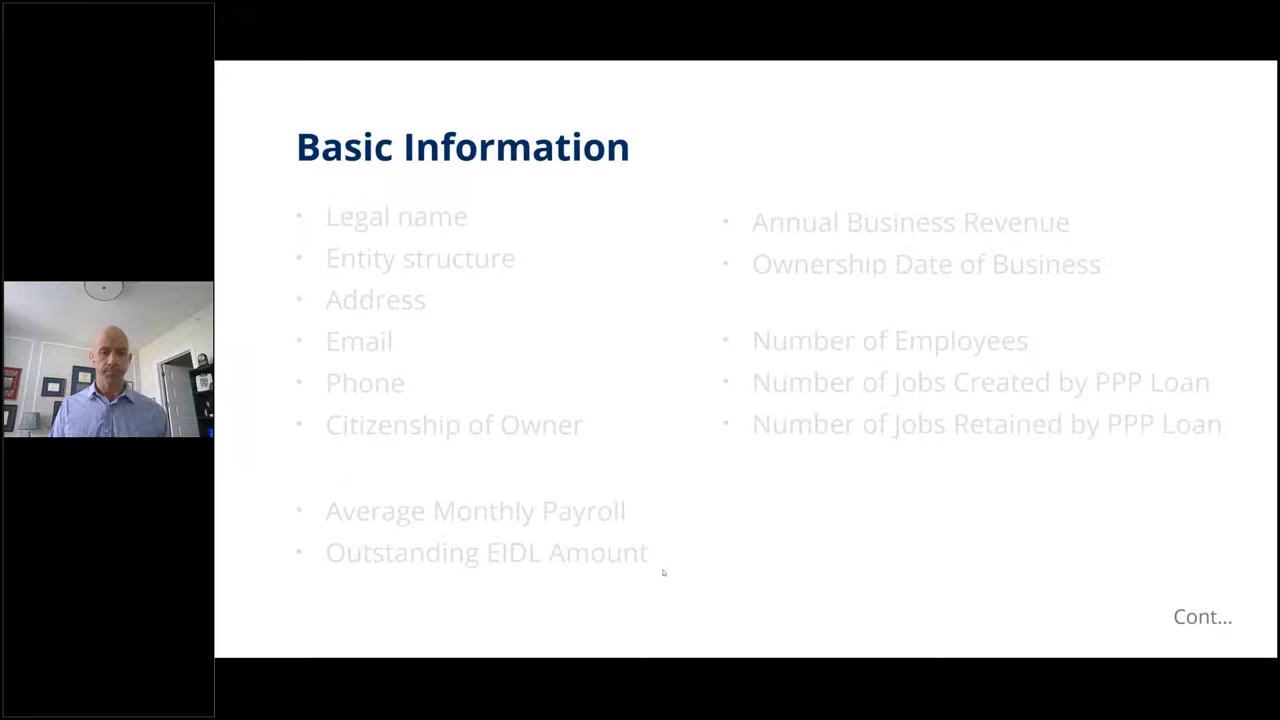 Basic Information
• Legal name
• Entity structure
• Address
• Email
• Phone
• Citizenship of Owner
• Average Monthly Payroll
• Outstanding EIDL Amount
• Annual Business Revenue
• Ownership Date of Business
• Number of Employees
• Number of Jobs Created by PPP Loan
• Number of Jobs Retained by PPP Loan
Cont...